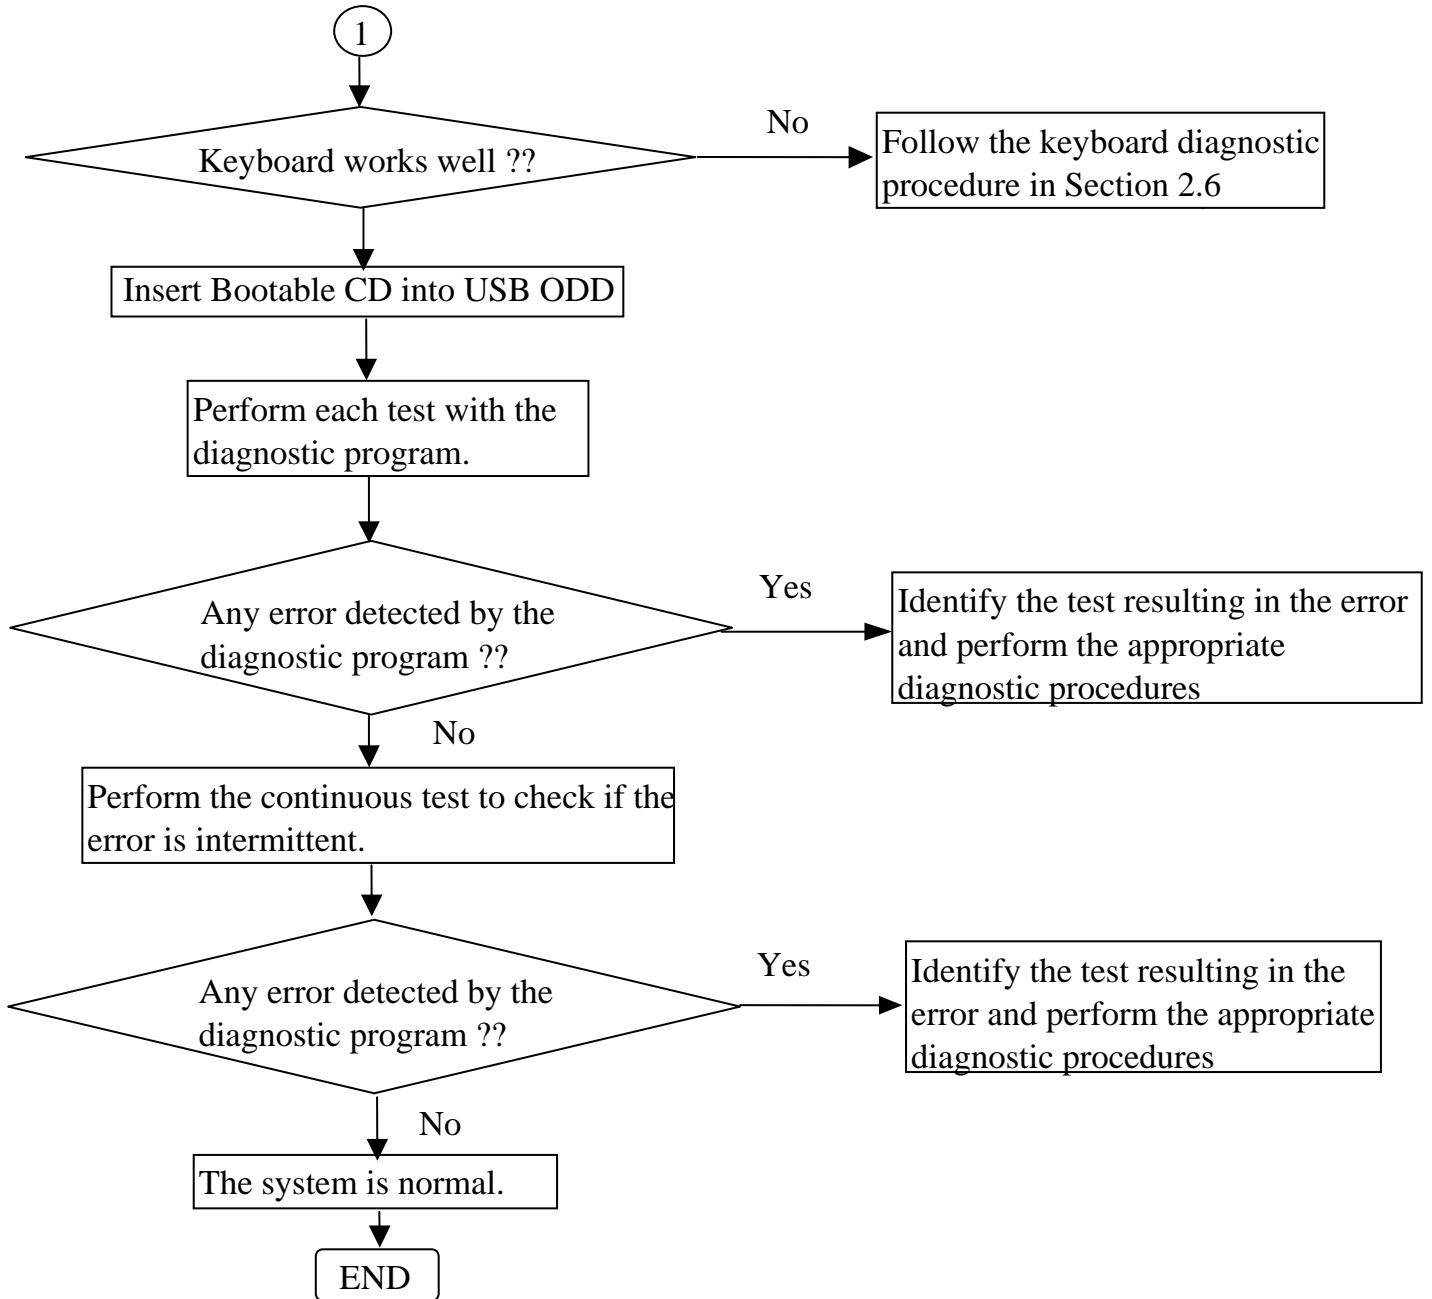 1
Keyboard works well ??
No
Follow the keyboard diagnostic
procedure in Section 2.6
Insert Bootable CD into USB ODD
Perform each test with the
diagnostic program.
Any error detected by the
diagnostic program ??
Yes
Identify the test resulting in the error
and perform the appropriate
diagnostic procedures
No
Perform the continuous test to check if the
error is intermittent.
Any error detected by the
diagnostic program ??
Yes
Identify the test resulting in the
error and perform the appropriate
diagnostic procedures
No
The system is normal.
END